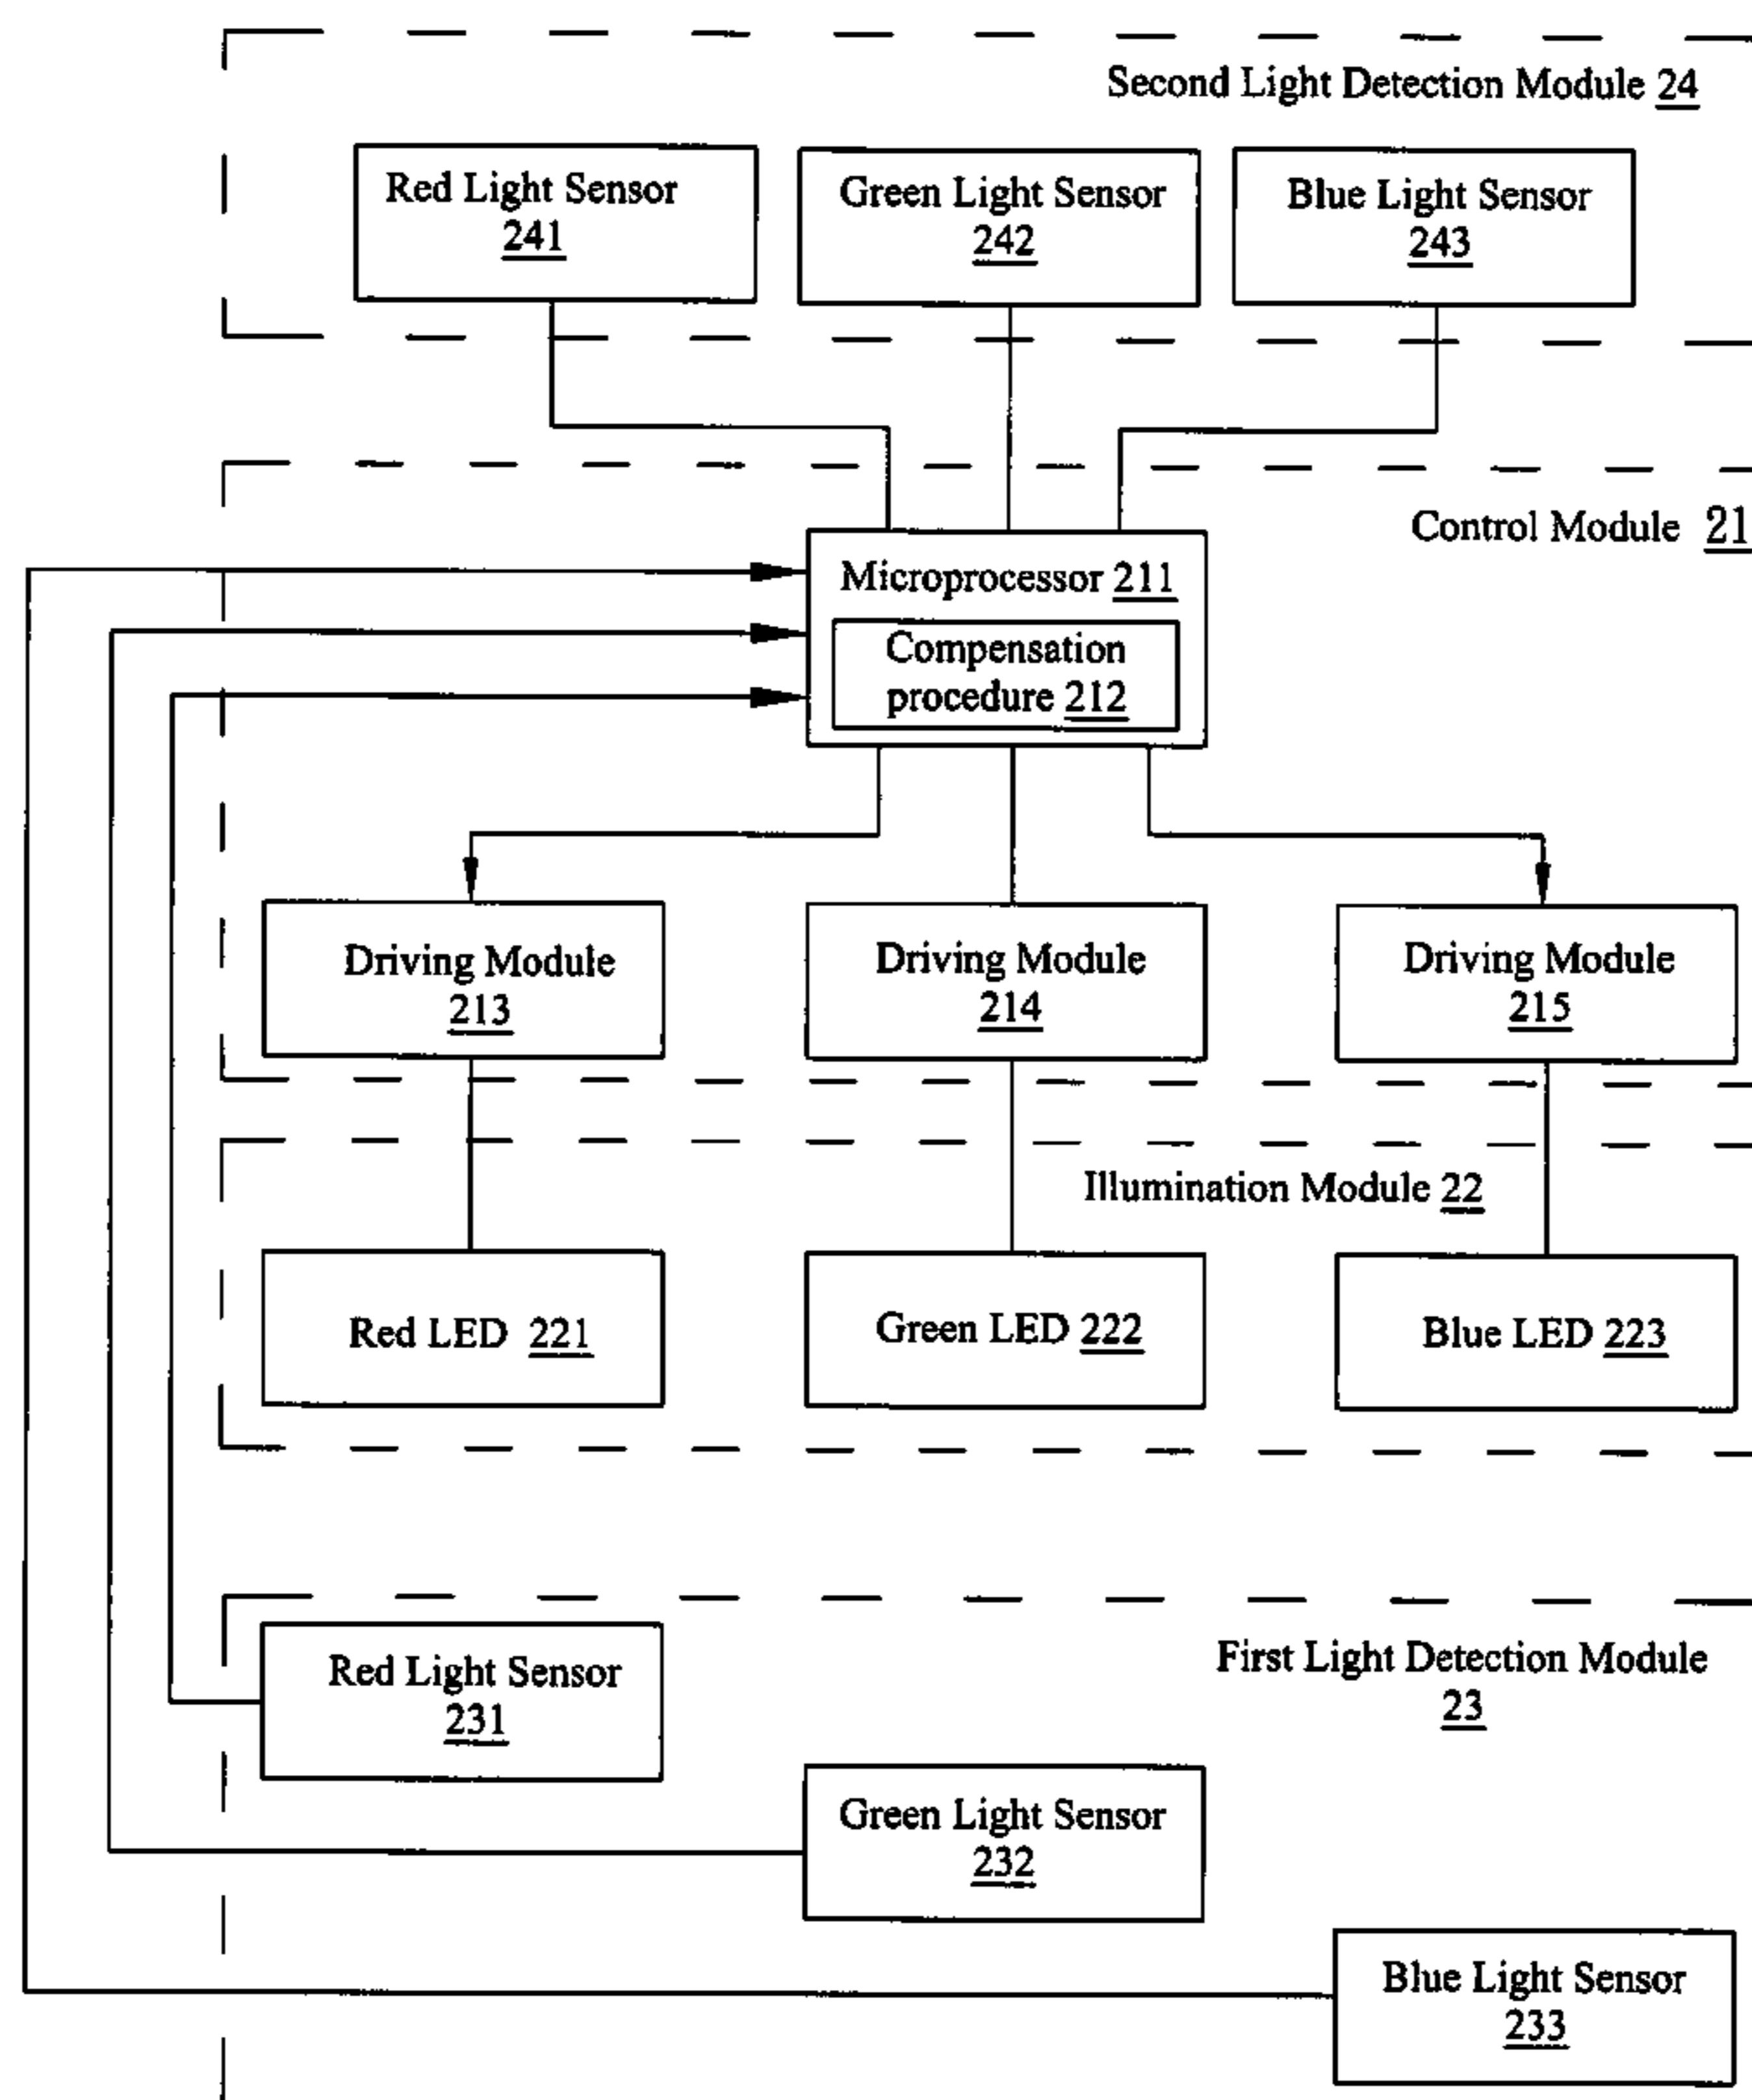 Second Light Detection Module 24
Red Light Sensor
241
Green Light Sensor
242
Blue Light Sensor
243
Control Module 21
Microprocessor 211
Compensation
procedure 212
Driving Module
213
Driving Module
214
Driving Module
215
Illumination Module 22
Red LED 221
Green LED 222
Blue LED 223
First Light Detection Module
23
Red Light Sensor
231
Green Light Sensor
232
Blue Light Sensor
233